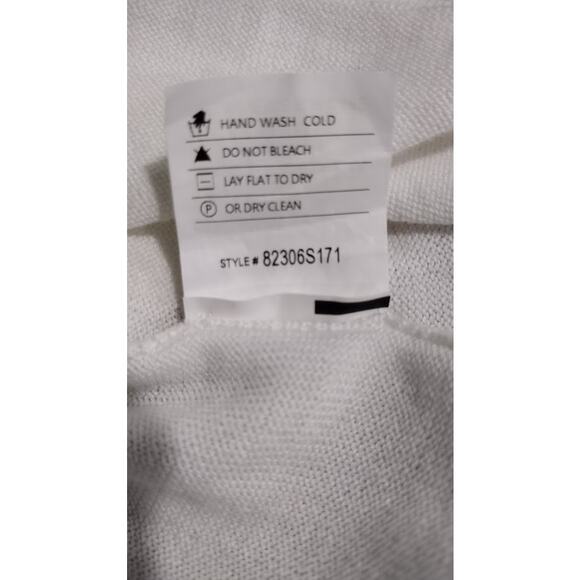 HAND WASH COLD
DO NOT BLEACH
LAY FLAT TO DRY
P OR DRY CLEAN
STYLE# 82306S171